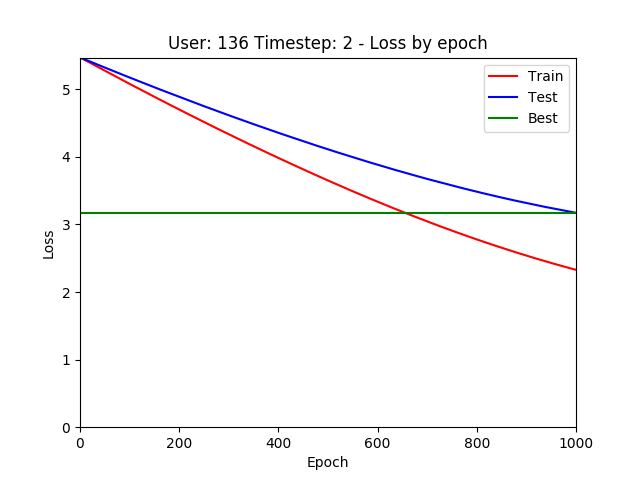 User: 136 Timestep: 2 - Loss by epoch
Train
Test
Best
5
4
3
2
1
0
Loss
0 200 400 600 800 1000
Epoch